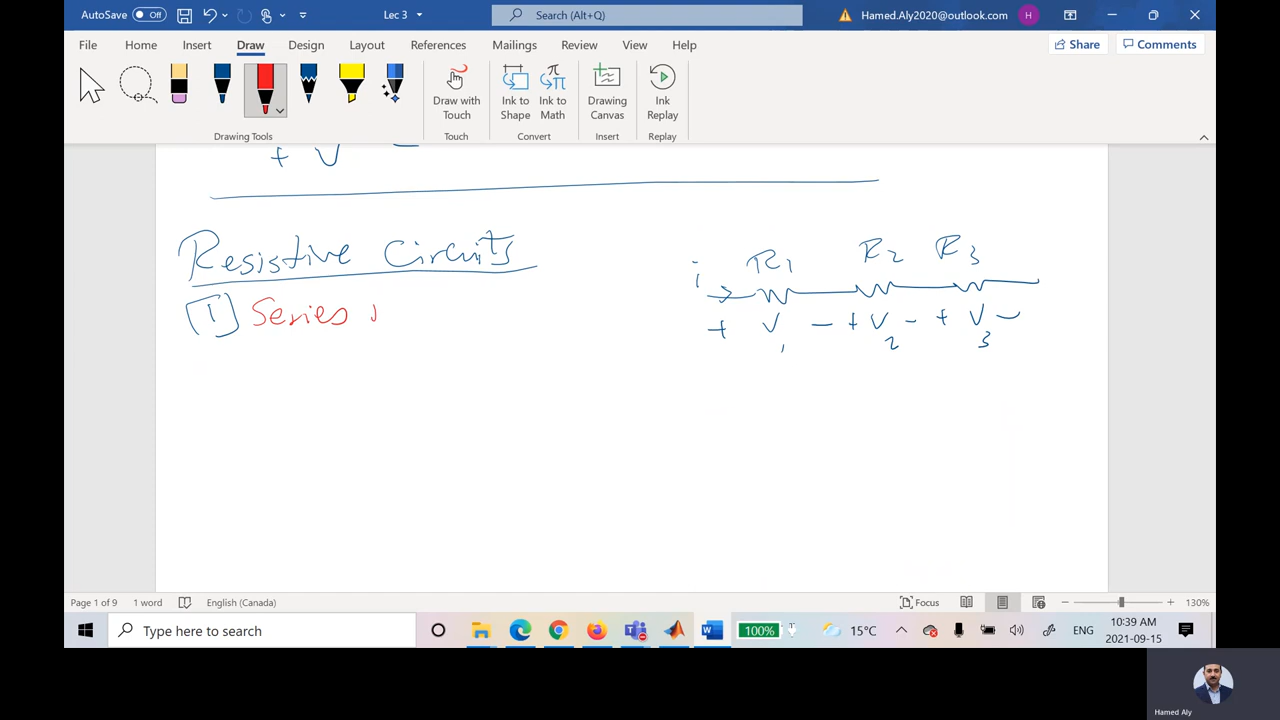 AutoSave Off Lec 3 Search (Alt+Q) Hamed.Aly2020@outlook.com H
File Home Insert Draw Design Layout References Mailings Review View Help Share Comments
Draw with Touch
Ink to Shape
Ink to Math
Drawing Canvas
Ink Replay
Drawing Tools Touch Convert Insert Replay
+ V -
Resistive Circuits
i R1 R2 R3
1 Series
+ V1 - + V2 - + V3 -
Page 1 of 9 1 word English (Canada) Focus 130%
Type here to search 100% 15°C ENG 10:39 AM 2021-09-15
Hamed Aly